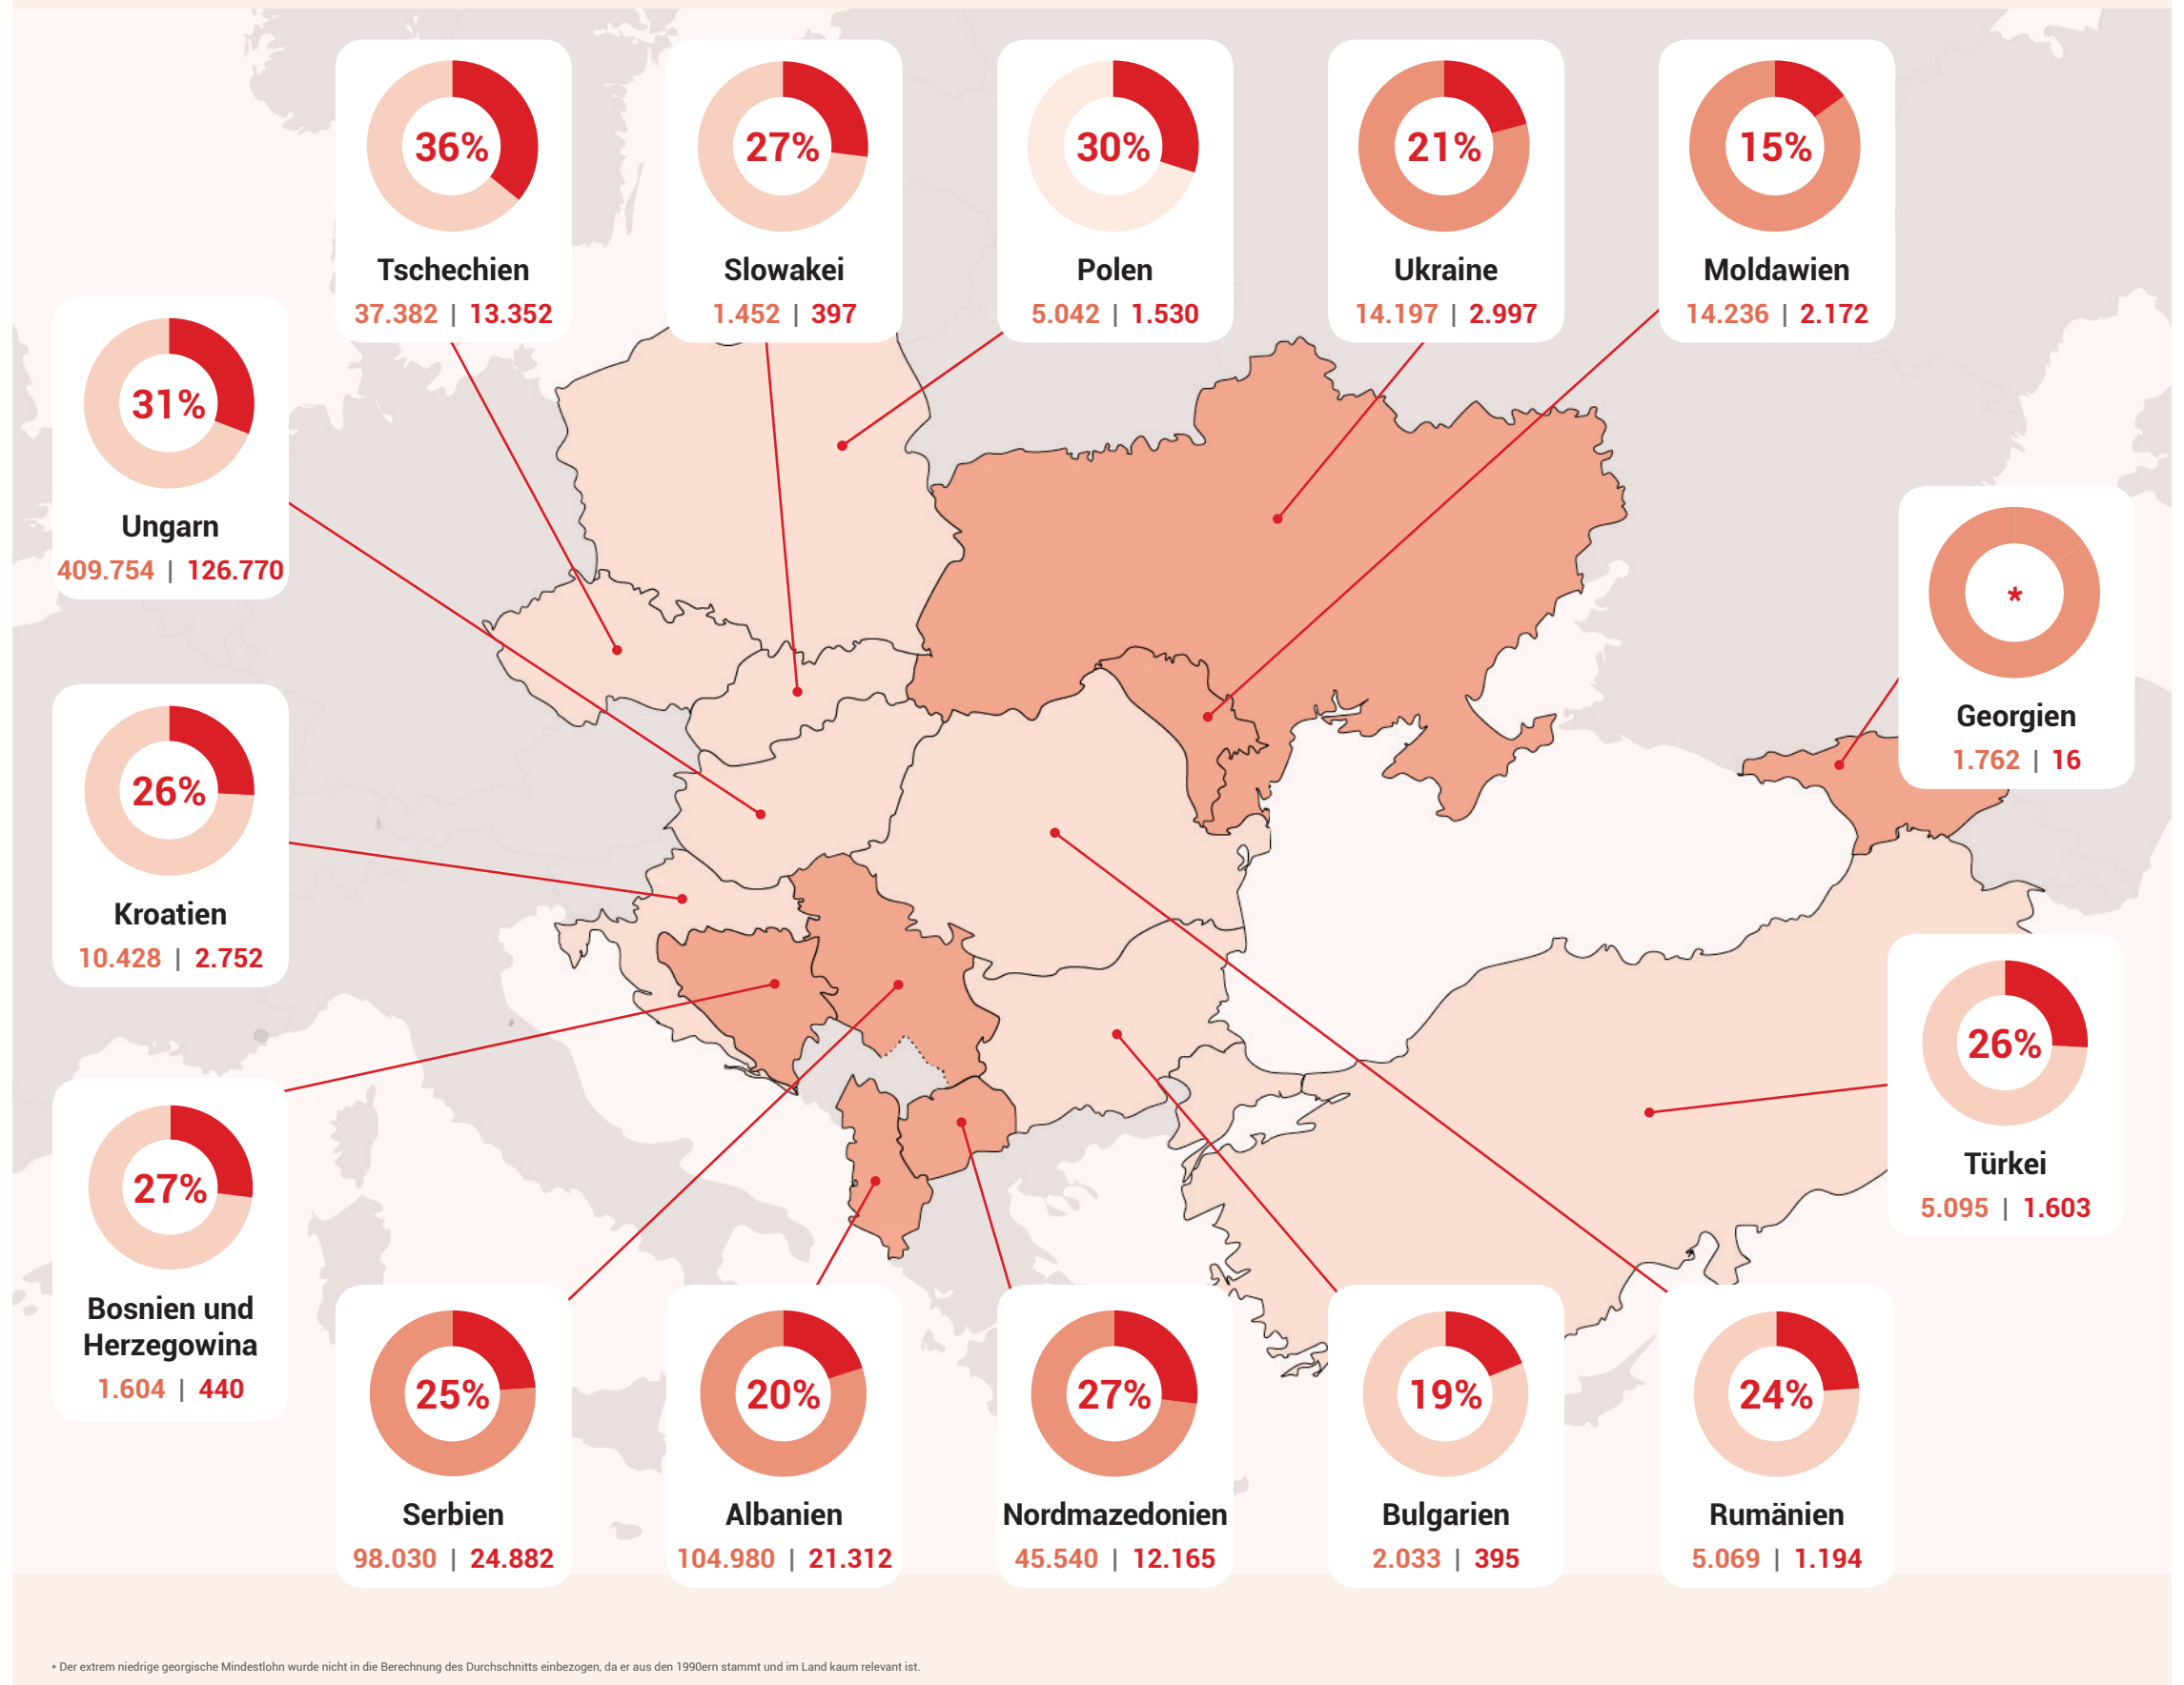 36%
Tschechien
37.382 | 13.352
27%
Slowakei
1.452 | 397
30%
Polen
5.042 | 1.530
21%
Ukraine
14.197 | 2.997
15%
Moldawien
14.236 | 2.172
31%
Ungarn
409.754 | 126.770
*
Georgien
1.762 | 16
26%
Kroatien
10.428 | 2.752
26%
Türkei
5.095 | 1.603
27%
Bosnien und
Herzegowina
1.604 | 440
25%
Serbien
98.030 | 24.882
20%
Albanien
104.980 | 21.312
27%
Nordmazedonien
45.540 | 12.165
19%
Bulgarien
2.033 | 395
24%
Rumänien
5.069 | 1.194
* Der extrem niedrige georgische Mindestlohn wurde nicht in die Berechnung des Durchschnitts einbezogen, da er aus den 1990ern stammt und im Land kaum relevant ist.